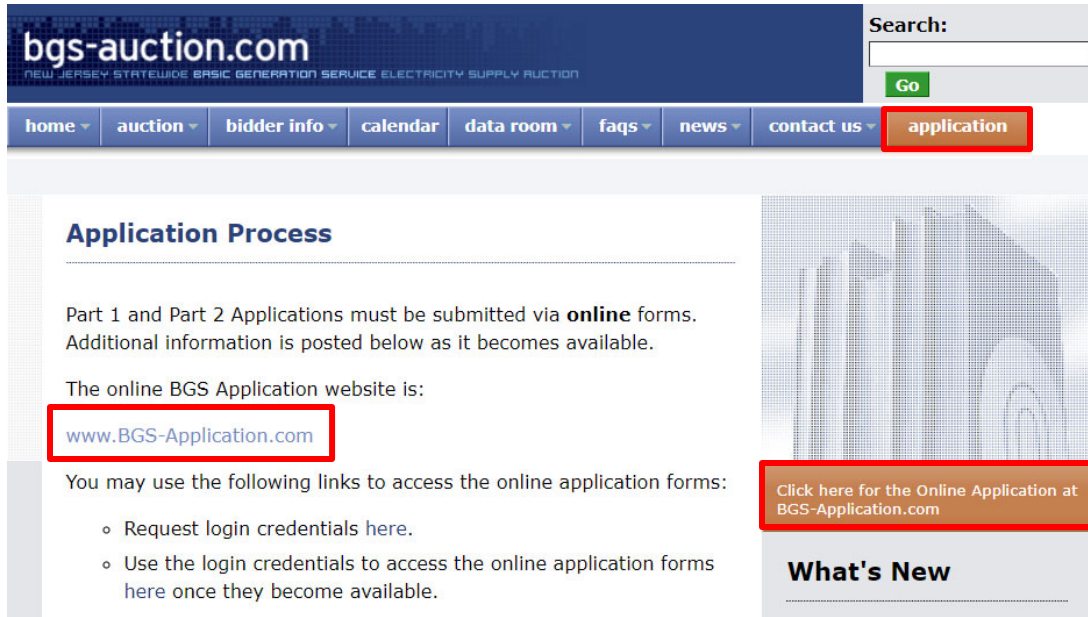 bgs-auction.com
NEW JERSEY STATEWIDE BASIC GENERATION SERVICE ELECTRICITY SUPPLY AUCTION
Search:
Go
home auction bidder info calendar data room faqs news contact us application
Application Process
Part 1 and Part 2 Applications must be submitted via online forms.
Additional information is posted below as it becomes available.
The online BGS Application website is:
www.BGS-Application.com
You may use the following links to access the online application forms:
Request login credentials here.
Use the login credentials to access the online application forms
here once they become available.
Click here for the Online Application at
BGS-Application.com
What's New